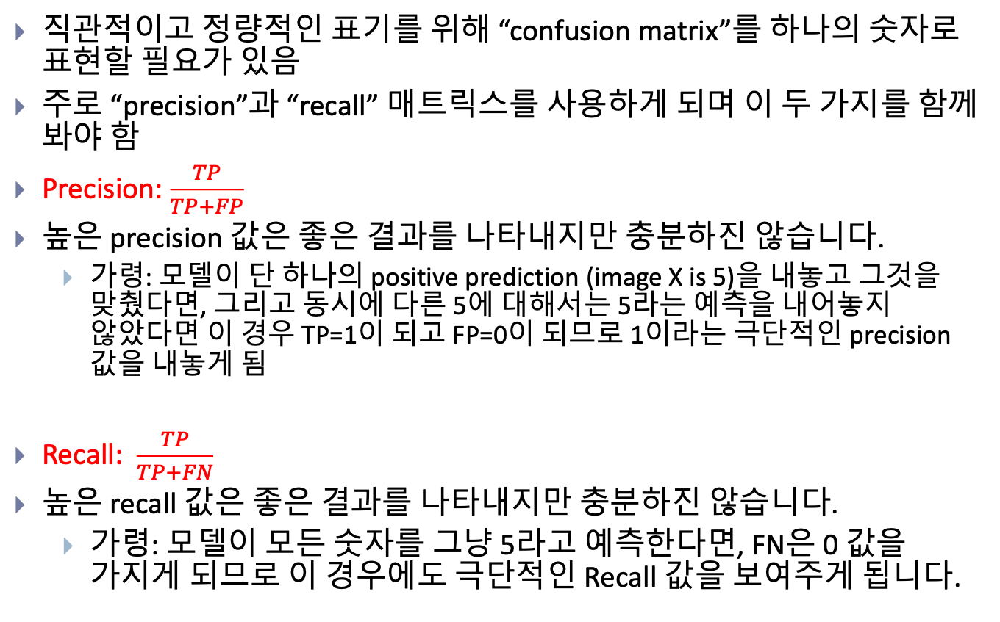 직관적이고 정량적인 표기를 위해 “confusion matrix”를 하나의 숫자로
표현할 필요가 있음
주로 “precision”과 “recall” 매트릭스를 사용하게 되며 이 두 가지를 함께
봐야 함
Precision: TP/(TP+FP)
높은 precision 값은 좋은 결과를 나타내지만 충분하진 않습니다.
가령: 모델이 단 하나의 positive prediction (image X is 5)을 내놓고 그것을
맞췄다면, 그리고 동시에 다른 5에 대해서는 5라는 예측을 내어놓지
않았다면 이 경우 TP=1이 되고 FP=0이 되므로 1이라는 극단적인 precision
값을 내놓게 됨
Recall: TP/(TP+FN)
높은 recall 값은 좋은 결과를 나타내지만 충분하진 않습니다.
가령: 모델이 모든 숫자를 그냥 5라고 예측한다면, FN은 0 값을
가지게 되므로 이 경우에도 극단적인 Recall 값을 보여주게 됩니다.